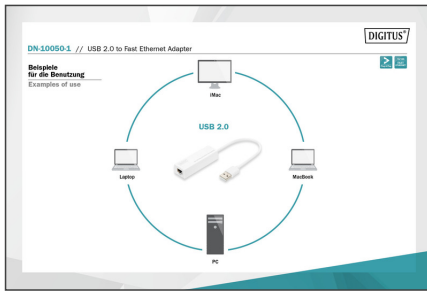 DIGITUS®
DN-10050-1 // USB 2.0 to Fast Ethernet Adapter
Beispiele
für die Benutzung
Examples of use
iMac
USB 2.0
Laptop
MacBook
PC